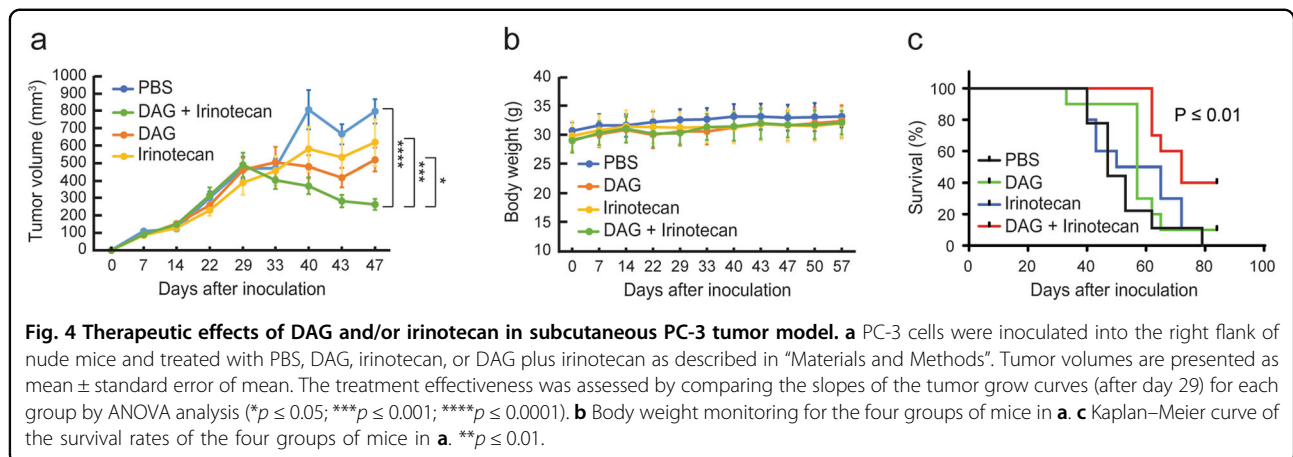 a
1000
900
800
700
600
500
400
300
200
100
0
Tumor volume (mm³)
PBS
DAG + Irinotecan
DAG
Irinotecan
****
***
*
0 7 14 22 29 33 40 43 47
Days after inoculation
b
40
35
30
25
20
15
10
Body weight (g)
PBS
DAG
Irinotecan
DAG + Irinotecan
0 7 14 22 29 33 40 43 47 50 57
Days after inoculation
c
100
80
60
40
20
0
Survival (%)
P ≤ 0.01
PBS
DAG
Irinotecan
DAG + Irinotecan
0 20 40 60 80 100
Days after inoculation
Fig. 4 Therapeutic effects of DAG and/or irinotecan in subcutaneous PC-3 tumor model. a PC-3 cells were inoculated into the right flank of
nude mice and treated with PBS, DAG, irinotecan, or DAG plus irinotecan as described in “Materials and Methods”. Tumor volumes are presented as
mean ± standard error of mean. The treatment effectiveness was assessed by comparing the slopes of the tumor grow curves (after day 29) for each
group by ANOVA analysis (*p ≤ 0.05; ***p ≤ 0.001; ****p ≤ 0.0001). b Body weight monitoring for the four groups of mice in a. c Kaplan–Meier curve of
the survival rates of the four groups of mice in a. **p ≤ 0.01.